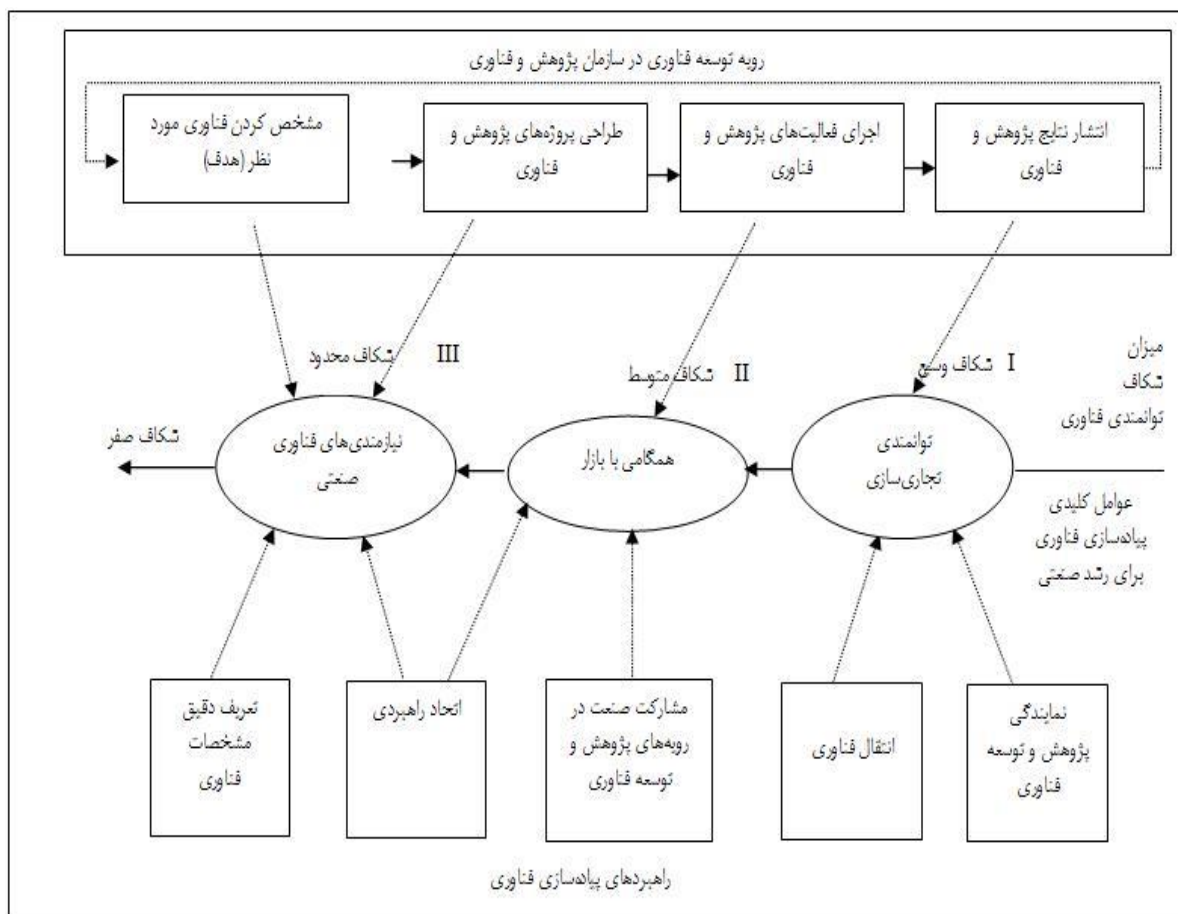 رویه توسعه فناوری در سازمان پژوهش و فناوری
انتشار نتایج پژوهش و
فناوری
اجرای فعالیت‌های پژوهش و
فناوری
طراحی پروژه‌های پژوهش و
فناوری
مشخص کردن فناوری مورد
نظر (هدف)
میزان
شکاف
توانمندی فناوری
I شکاف وسیع
II شکاف متوسط
III شکاف محدود
توانمندی
تجاری‌سازی
همگامی با بازار
نیازمندی‌های فناوری
صنعتی
شکاف صفر
عوامل کلیدی
پیاده‌سازی فناوری
برای رشد صنعتی
نمایندگی
پژوهش و توسعه
فناوری
انتقال فناوری
مشارکت صنعت در
رویه‌های پژوهش و
توسعه فناوری
اتحاد راهبردی
تعریف دقیق
مشخصات
فناوری
راهبردهای پیاده‌سازی فناوری